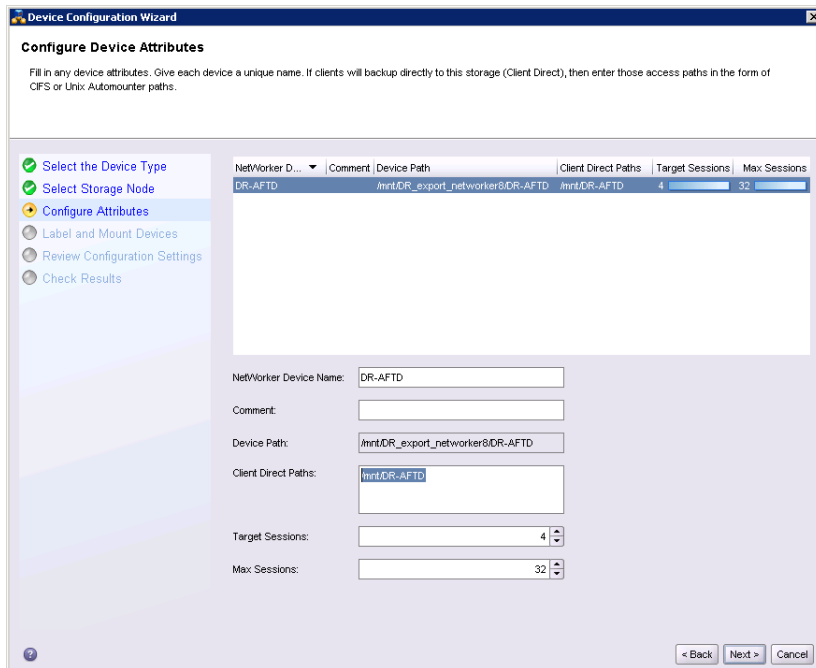 Device Configuration Wizard
Configure Device Attributes
Fill in any device attributes. Give each device a unique name. If clients will backup directly to this storage (Client Direct), then enter those access paths in the form of
CIFS or Unix Automounter paths.
Select the Device Type
Select Storage Node
Configure Attributes
Label and Mount Devices
Review Configuration Settings
Check Results
NetWorker D... Comment Device Path Client Direct Paths Target Sessions Max Sessions
DR-AFTD /mnt/DR_export_networker8/DR-AFTD /mnt/DR-AFTD 4 32
NetWorker Device Name: DR-AFTD
Comment:
Device Path: /mnt/DR_export_networker8/DR-AFTD
Client Direct Paths: /mnt/DR-AFTD
Target Sessions: 4
Max Sessions: 32
? < Back Next > Cancel